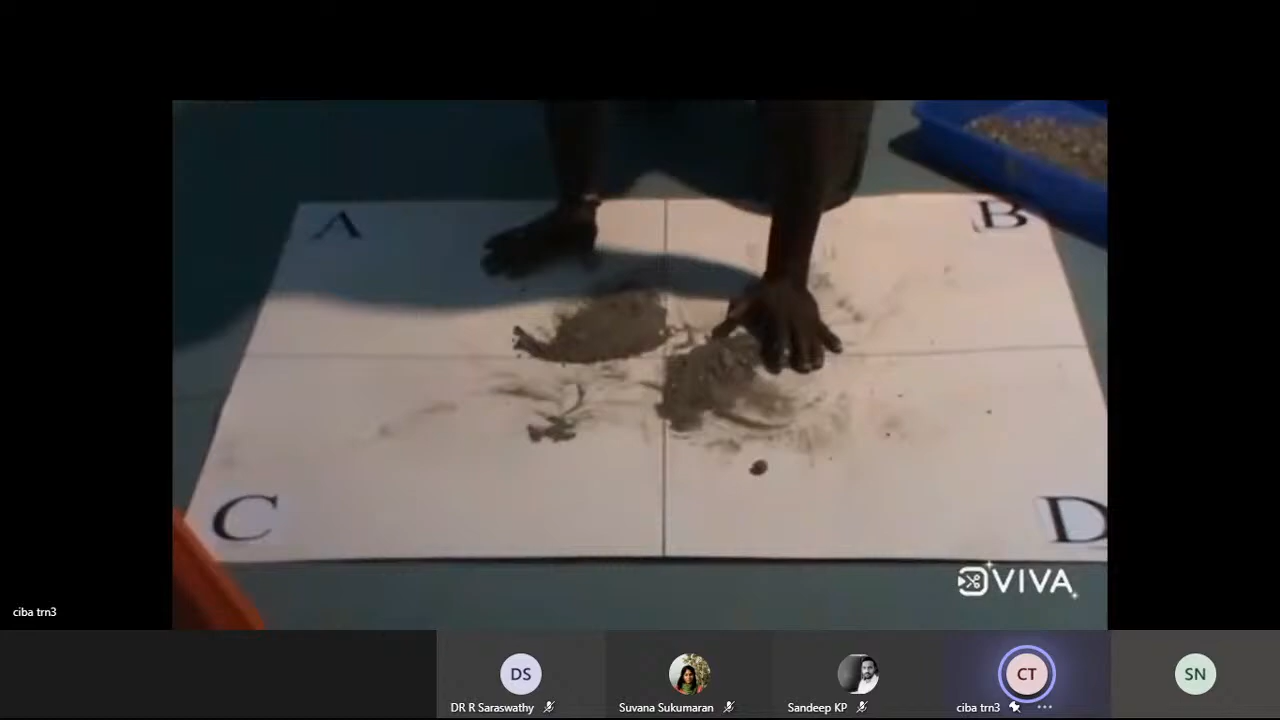 A
B
C
D
VIVA
ciba trn3
DS
DR R Saraswathy
Suvana Sukumaran
Sandeep KP
CT
ciba trn3
SN